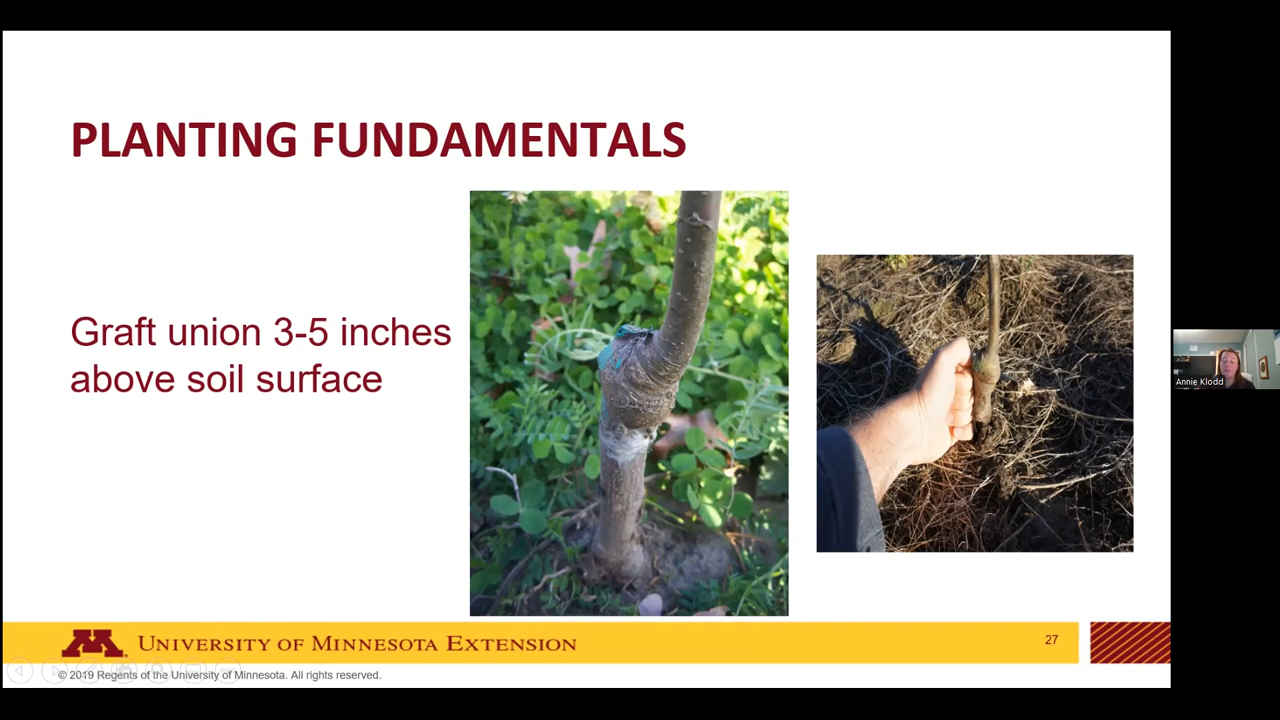 PLANTING FUNDAMENTALS
Graft union 3-5 inches
above soil surface
Annie Klodd
M UNIVERSITY OF MINNESOTA EXTENSION
27
© 2019 Regents of the University of Minnesota. All rights reserved.